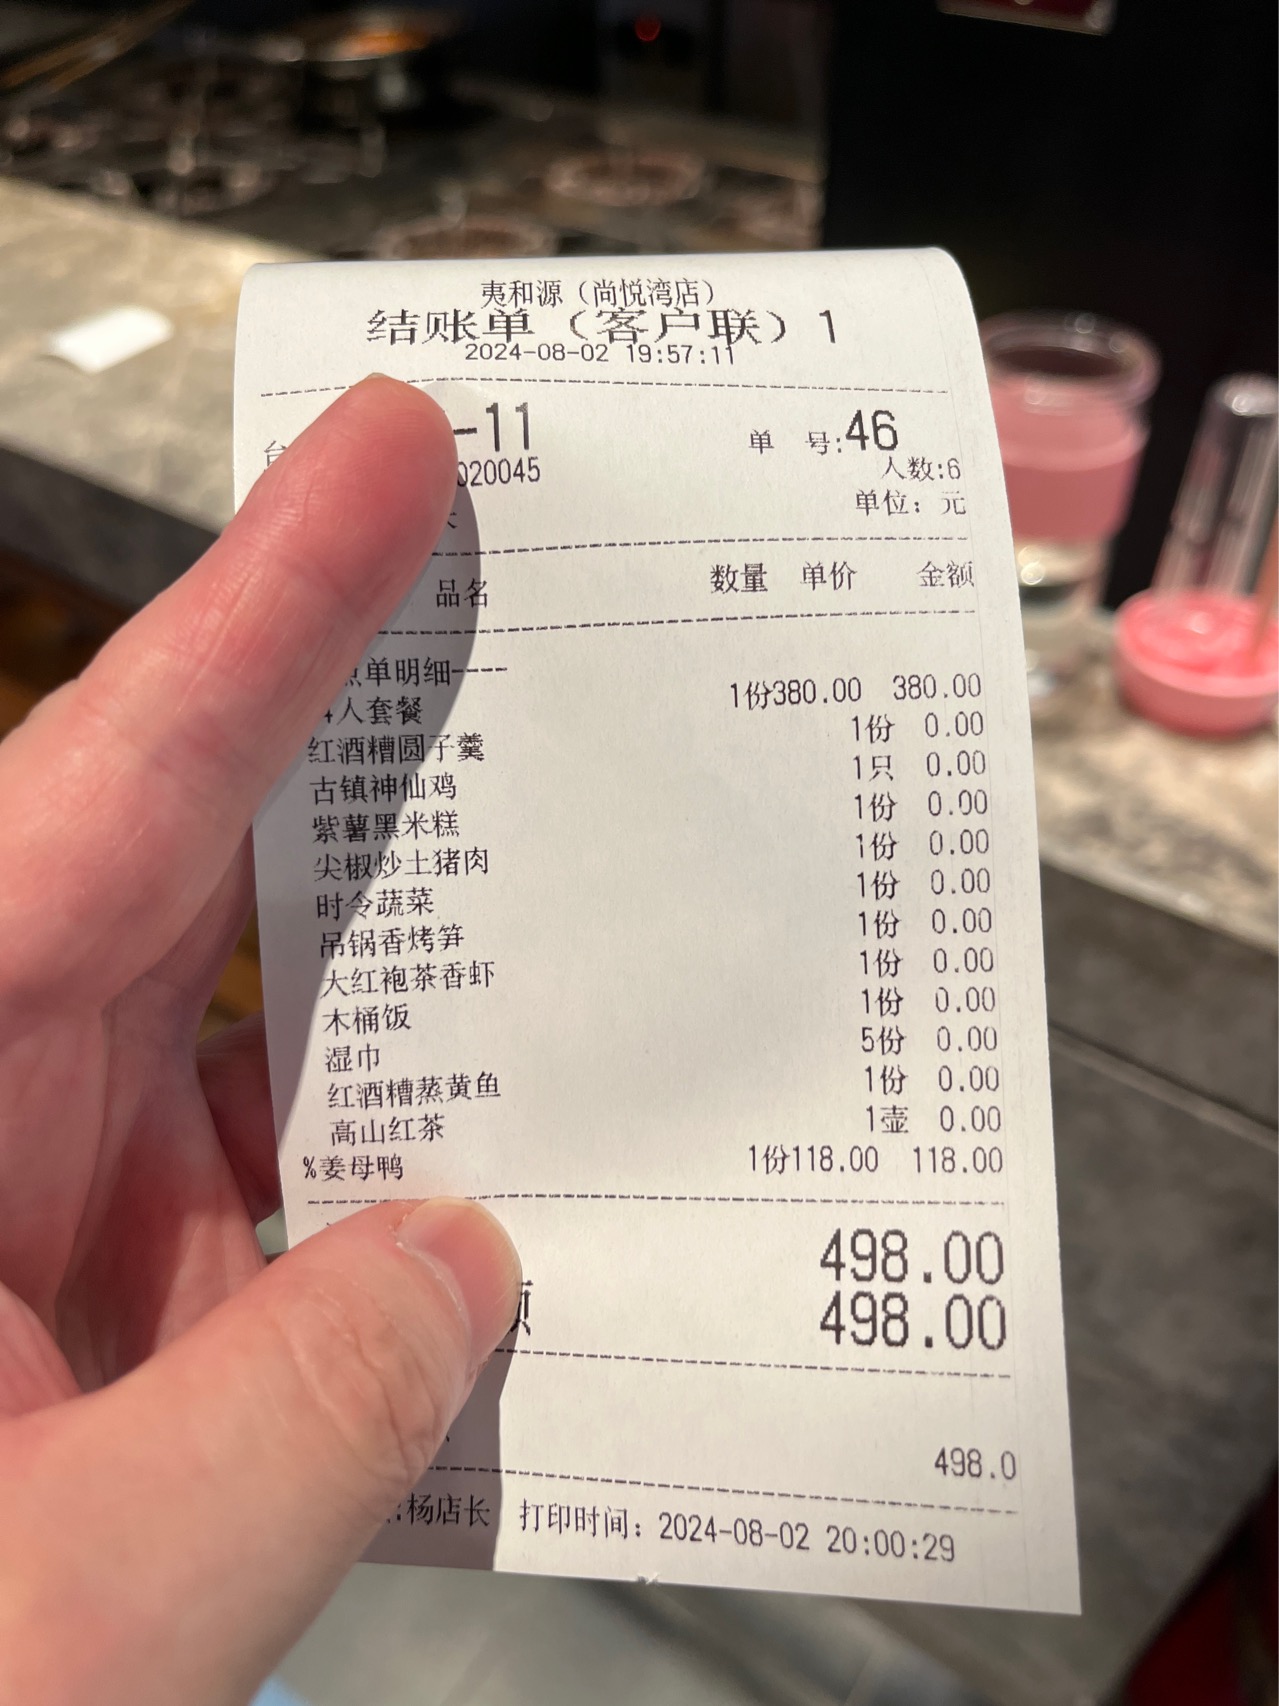 夷和源（尚悦湾店）
结账单（客户联）1
2024-08-02 19:57:11
-11 单 号:46
020045 人数:6
单位：元
品名 数量 单价 金额
点单明细----
4人套餐 1份380.00 380.00
红酒糟圆子羹 1份 0.00
古镇神仙鸡 1只 0.00
紫薯黑米糕 1份 0.00
尖椒炒土猪肉 1份 0.00
时令蔬菜 1份 0.00
吊锅香烤笋 1份 0.00
大红袍茶香虾 1份 0.00
木桶饭 1份 0.00
湿巾 5份 0.00
红酒糟蒸黄鱼 1份 0.00
高山红茶 1壶 0.00
%姜母鸭 1份118.00 118.00
498.00
498.00
498.0
:杨店长 打印时间：2024-08-02 20:00:29